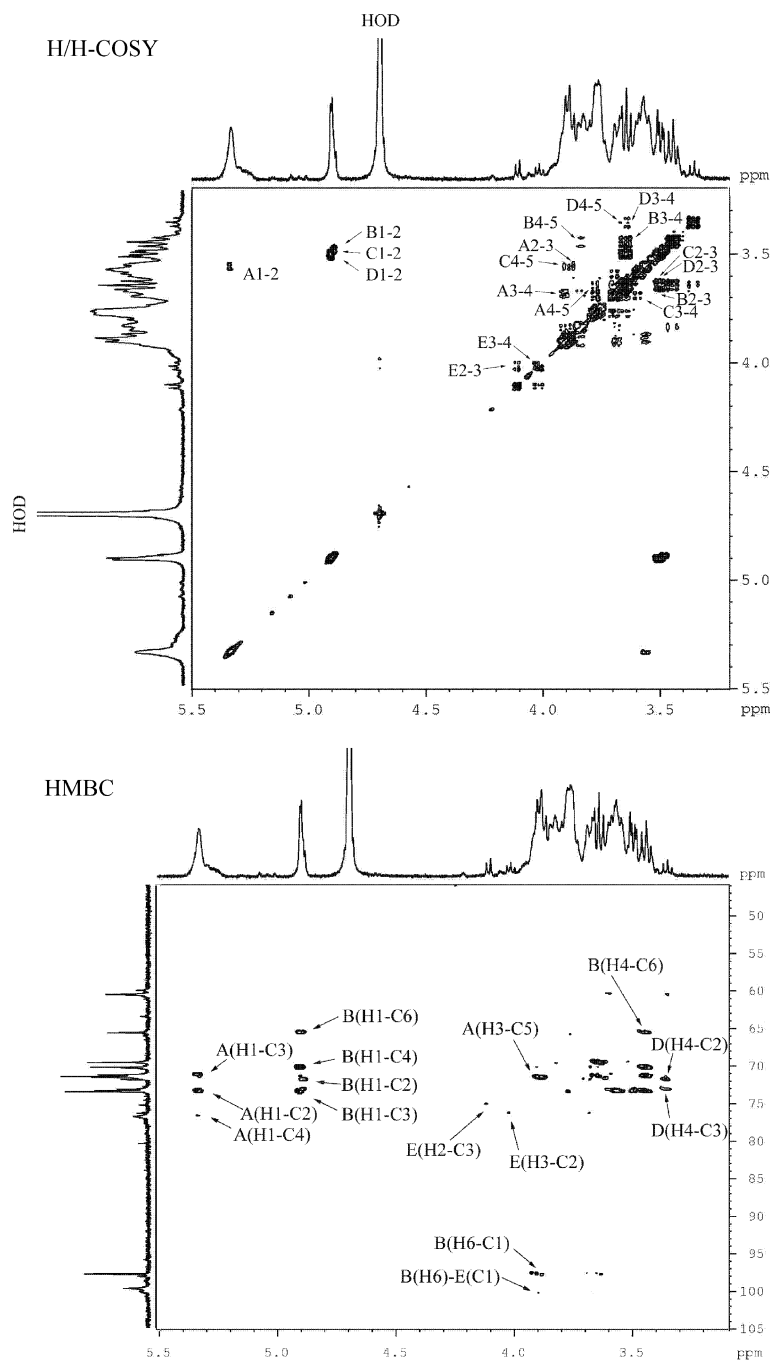 HOD
H/H-COSY
ppm
D3-4
D4-5
B4-5
B3-4
B1-2
A2-3
C1-2
C2-3
C4-5
D2-3
D1-2
A1-2
A3-4
A4-5
B2-3
C3-4
E3-4
E2-3
3.5
4.0
4.5
5.0
5.5
HOD
5.5
5.0
4.5
4.0
3.5
ppm
HMBC
ppm
50
55
60
65
70
75
80
85
90
95
100
105
B(H4-C6)
B(H1-C6)
A(H3-C5)
A(H1-C3)
B(H1-C4)
D(H4-C2)
B(H1-C2)
B(H1-C3)
A(H1-C2)
D(H4-C3)
A(H1-C4)
E(H2-C3)
E(H3-C2)
B(H6-C1)
B(H6)-E(C1)
5.5
5.0
4.5
4.0
3.5
ppm